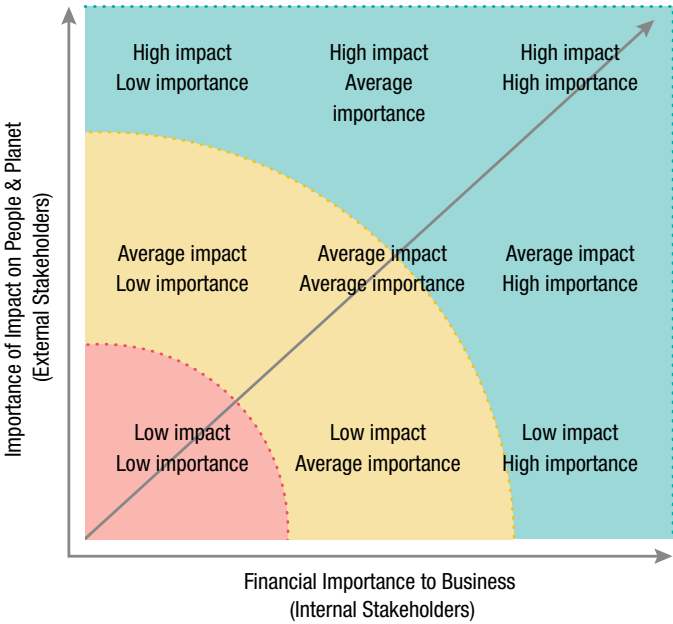 Importance of Impact on People & Planet
(External Stakeholders)
High impact
Low importance
High impact
Average
importance
High impact
High importance
Average impact
Low importance
Average impact
Average importance
Average impact
High importance
Low impact
Low importance
Low impact
Average importance
Low impact
High importance
Financial Importance to Business
(Internal Stakeholders)